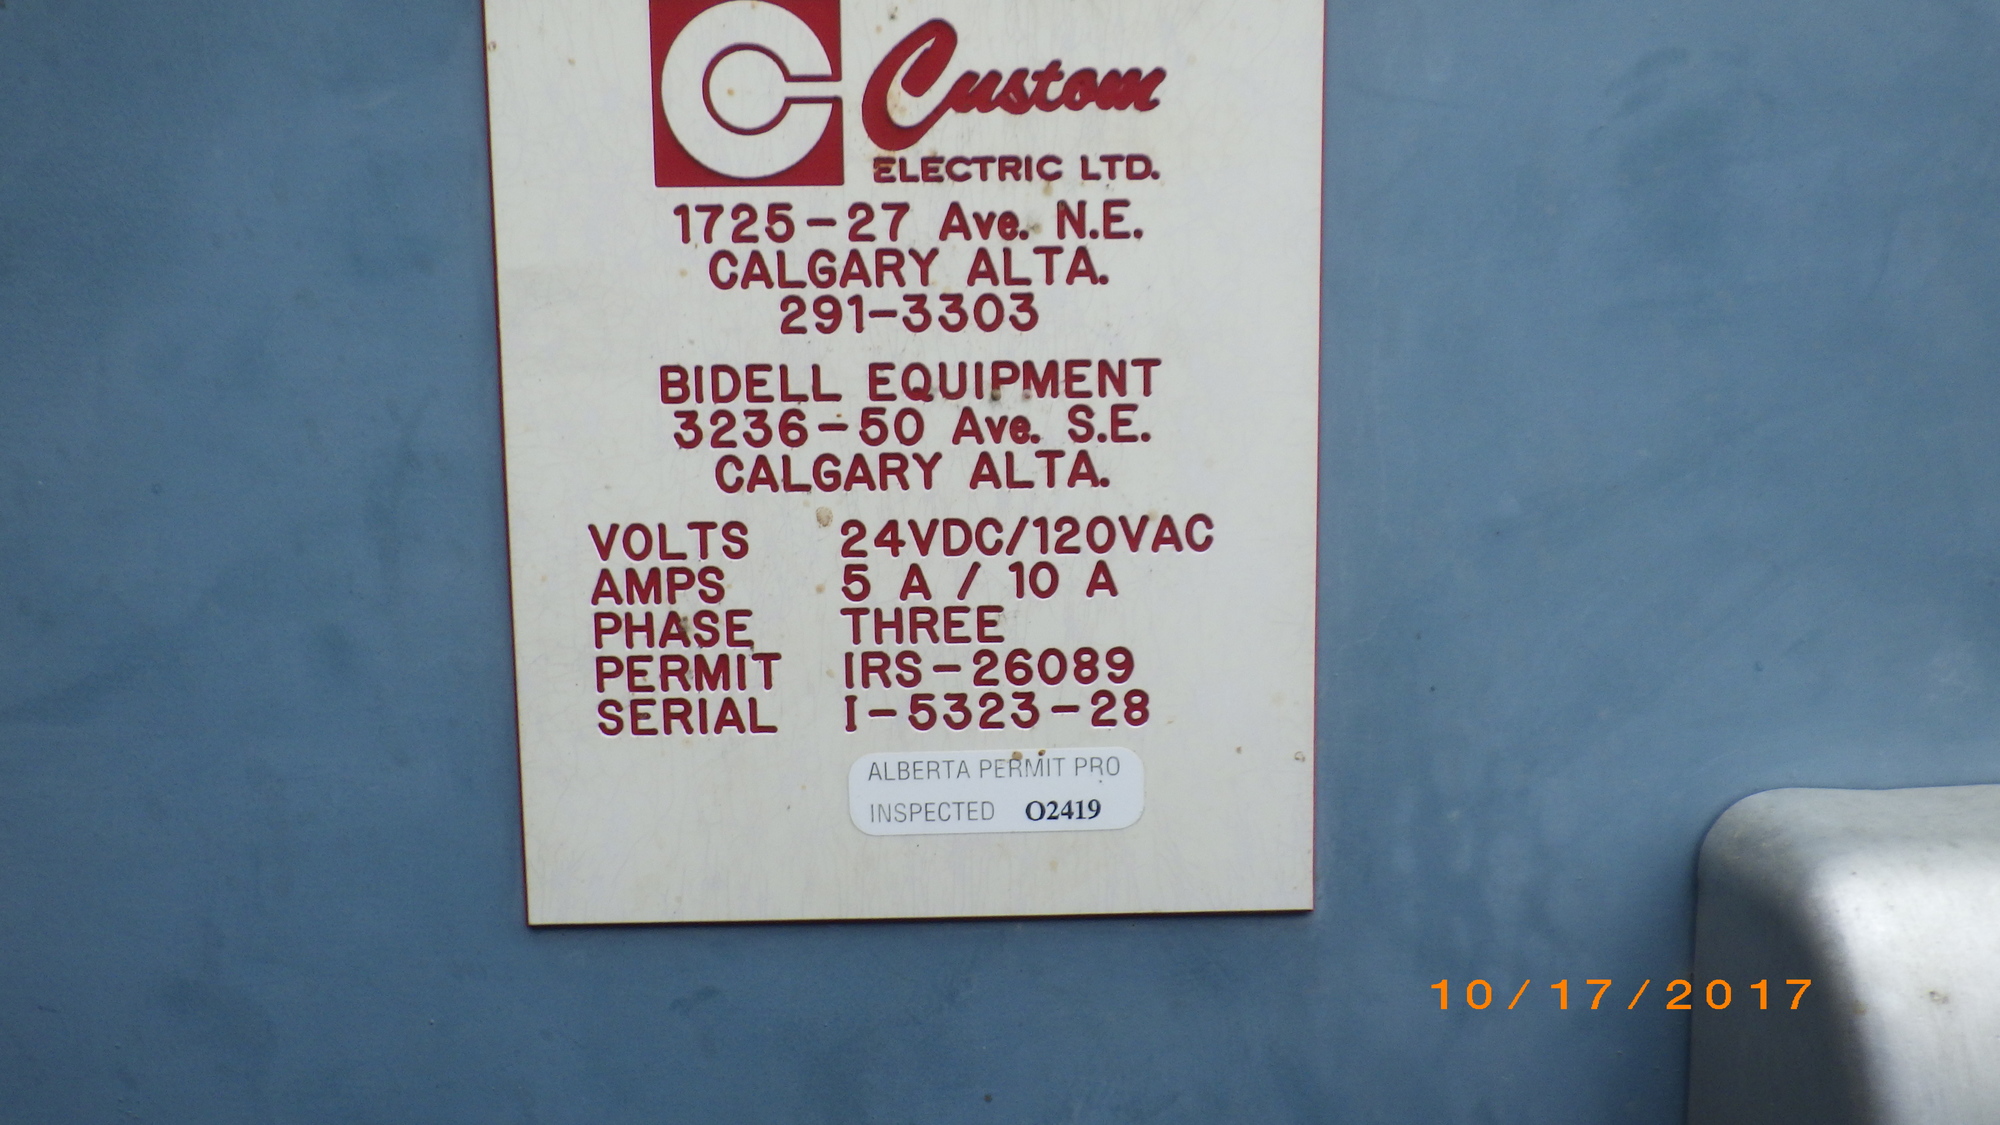 C Custom
ELECTRIC LTD.
1725-27 Ave. N.E.
CALGARY ALTA.
291-3303
BIDELL EQUIPMENT
3236-50 Ave. S.E.
CALGARY ALTA.
VOLTS 24VDC/120VAC
AMPS 5 A / 10 A
PHASE THREE
PERMIT IRS-26089
SERIAL I-5323-28
ALBERTA PERMIT PRO
INSPECTED O2419
10/17/2017